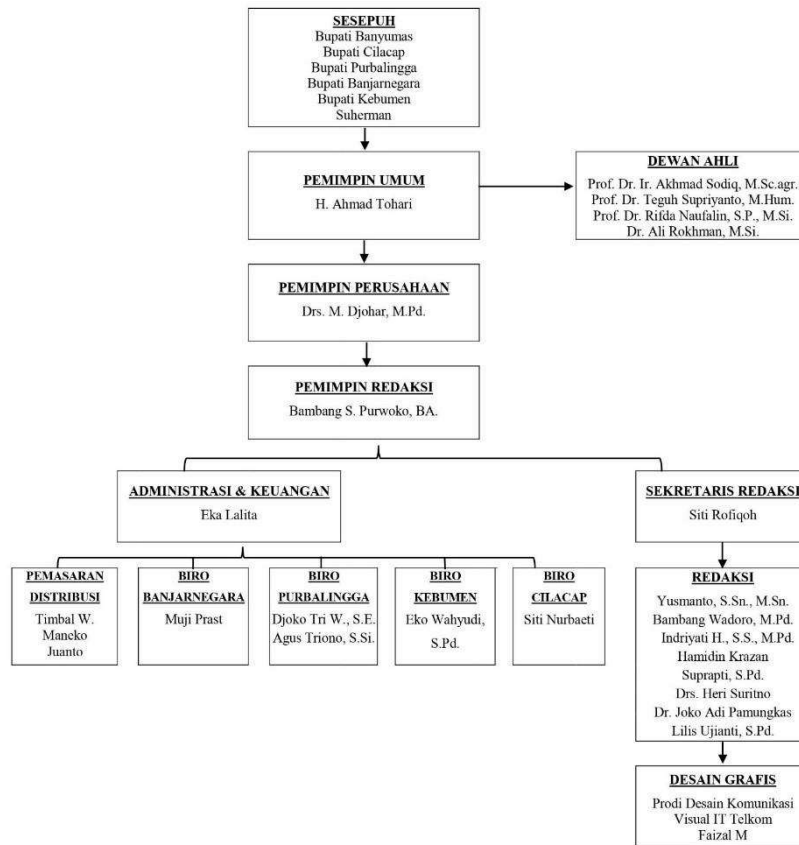 SESEPUH
Bupati Banyumas
Bupati Cilacap
Bupati Purbalingga
Bupati Banjarnegara
Bupati Kebumen
Suherman
PEMIMPIN UMUM
H. Ahmad Tohari
DEWAN AHLI
Prof. Dr. Ir. Akhmad Sodiq, M.Sc.agr.
Prof. Dr. Teguh Supriyanto, M.Hum.
Prof. Dr. Rifda Naufalin, S.P., M.Si.
Dr. Ali Rokhman, M.Si.
PEMIMPIN PERUSAHAAN
Drs. M. Djohar, M.Pd.
PEMIMPIN REDAKSI
Bambang S. Purwoko, BA.
ADMINISTRASI & KEUANGAN
Eka Lalita
SEKRETARIS REDAKSI
Siti Rofiqoh
PEMASARAN
DISTRIBUSI
Timbal W.
Maneko
Juanto
BIRO
BANJARNEGARA
Muji Prast
BIRO
PURBALINGGA
Djoko Tri W., S.E.
Agus Triono, S.Si.
BIRO
KEBUMEN
Eko Wahyudi,
S.Pd.
BIRO
CILACAP
Siti Nurbaeti
REDAKSI
Yusmanto, S.Sn., M.Sn.
Bambang Wadoro, M.Pd.
Indriyati H., S.S., M.Pd.
Hamidin Krazan
Suprapti, S.Pd.
Drs. Heri Suritno
Dr. Joko Adi Pamungkas
Lilis Ujianti, S.Pd.
DESAIN GRAFIS
Prodi Desain Komunikasi
Visual IT Telkom
Faizal M